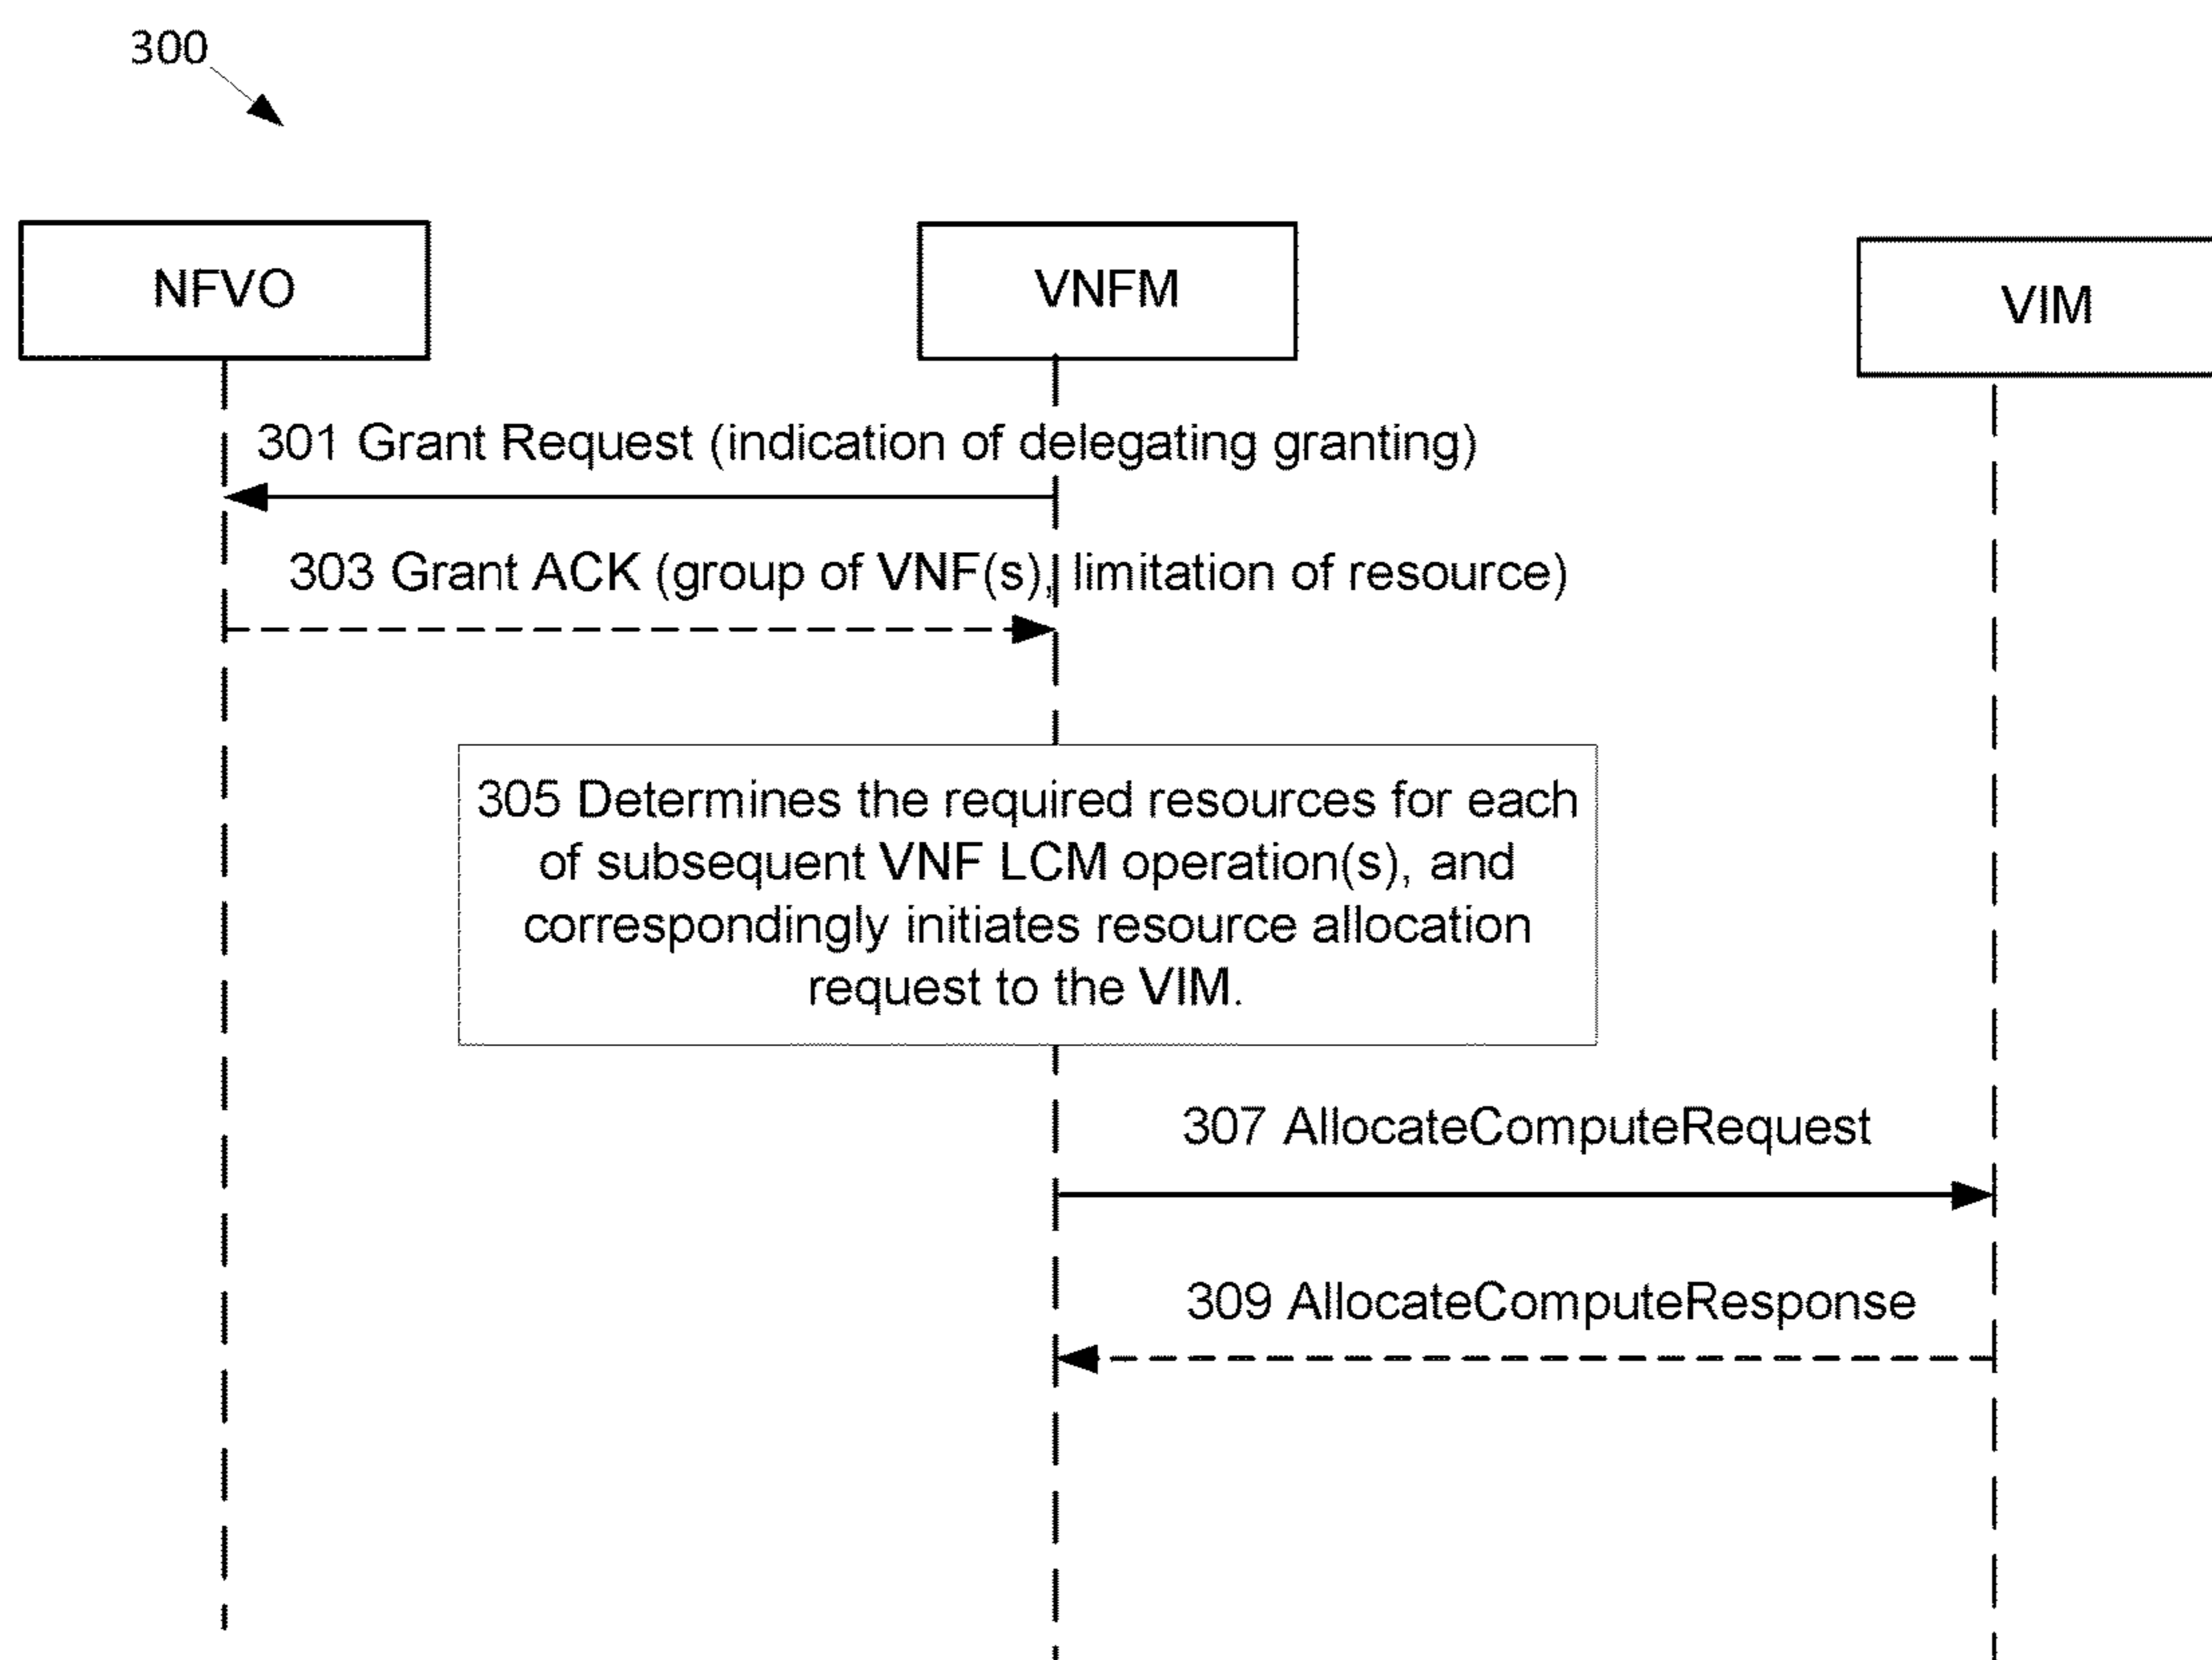 300
NFVO
VNFM
VIM
301 Grant Request (indication of delegating granting)
303 Grant ACK (group of VNF(s), limitation of resource)
305 Determines the required resources for each
of subsequent VNF LCM operation(s), and
correspondingly initiates resource allocation
request to the VIM.
307 AllocateComputeRequest
309 AllocateComputeResponse